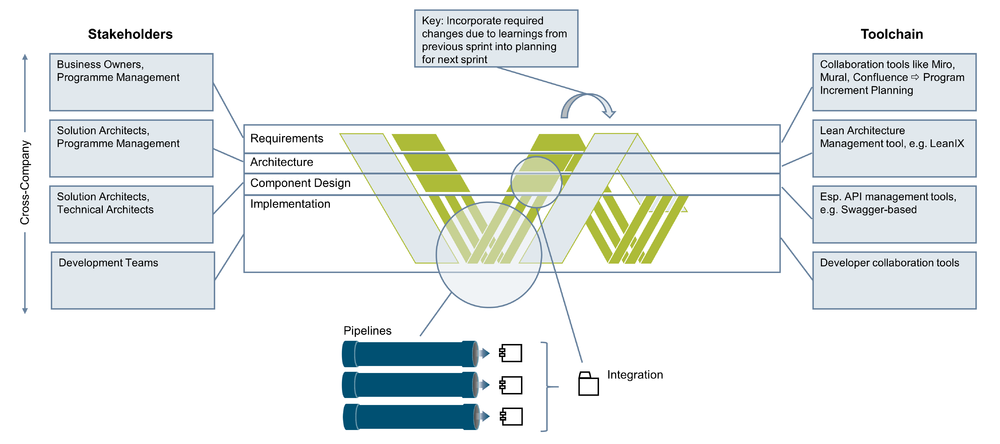 Key: Incorporate required
changes due to learnings from
previous sprint into planning
for next sprint
Stakeholders
Toolchain
Cross-Company
Business Owners,
Programme Management
Solution Architects,
Programme Management
Solution Architects,
Technical Architects
Development Teams
Requirements
Architecture
Component Design
Implementation
Collaboration tools like Miro,
Mural, Confluence ⇨ Program
Increment Planning
Lean Architecture
Management tool, e.g. LeanIX
Esp. API management tools,
e.g. Swagger-based
Developer collaboration tools
Pipelines
Integration